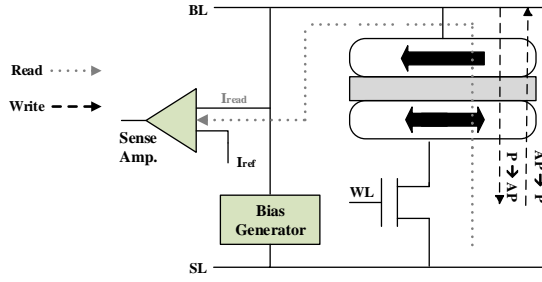 BL
Read
Write
Iread
Sense
Amp.
Iref
Bias
Generator
WL
SL
P → AP
AP → P